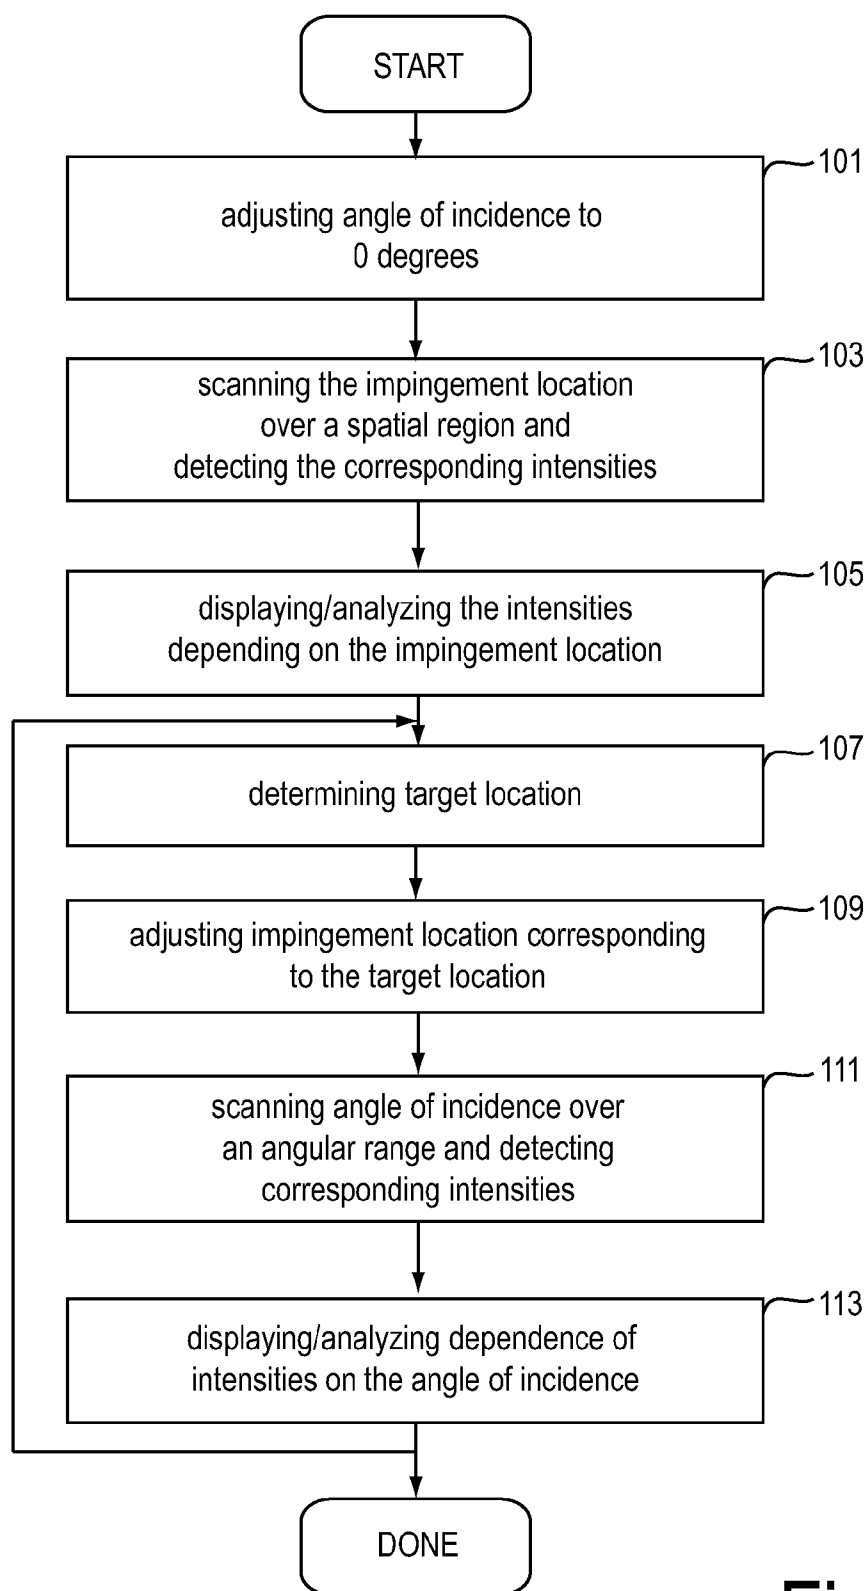 START
101
adjusting angle of incidence to
0 degrees
103
scanning the impingement location
over a spatial region and
detecting the corresponding intensities
105
displaying/analyzing the intensities
depending on the impingement location
107
determining target location
109
adjusting impingement location corresponding
to the target location
111
scanning angle of incidence over
an angular range and detecting
corresponding intensities
113
displaying/analyzing dependence of
intensities on the angle of incidence
DONE